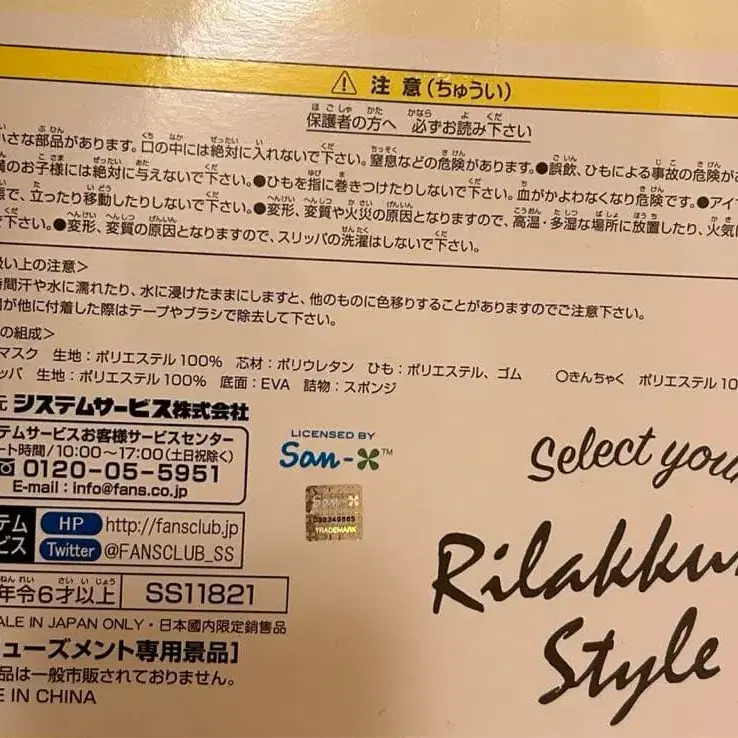 注意(ちゅうい)
保護者の方へ 必ずお読み下さい
小さな部品があります。口の中には絶対に入れないで下さい。窒息などの危険があります。●誤飲、ひもによる事故の危険が
のお子様には絶対に与えないで下さい。●ひもを指に巻きつけたりしないで下さい。血がかよわなくなり危険です。●アイ
で、立ったり移動したりしないで下さい。●変形、変質や火災の原因となりますので、高温・多湿な場所に放置したり、火気
下さい。●変形、変質の原因となりますので、スリッパの洗濯はしないで下さい。
扱い上の注意>
時間汗や水に濡れたり、水に浸けたままにしますと、他のものに色移りすることがありますのでご注意下さい。
が他に付着した際はテープやブラシで除去して下さい。
の組成>
マスク 生地:ポリエステル100% 芯材:ポリウレタン ひも:ポリエステル、ゴム ○きんちゃく ポリエステル10
ッパ 生地:ポリエステル100% 底面:EVA 詰物:スポンジ
元 システムサービス株式会社
テムサービスお客様サービスセンター
ート時間/10:00〜17:00(土日祝除く)
0120-05-5951
E-mail:info@fans.co.jp
LICENSED BY
San-X™
San-X
TRADEMARK
テム
ビス
HP http://fansclub.jp
Twitter @FANSCLUB_SS
年令6才以上 SS11821
ALE IN JAPAN ONLY・日本國内限定銷售品
ューズメント専用景品]
品は一般市販されておりません。
E IN CHINA
Select your
Rilakku
Style